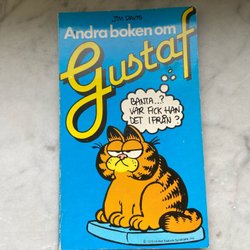 JIM DAVIS
Andra boken om
Gustaf
BANTA...?
VAR FICK HAN
DET IFRÅN?